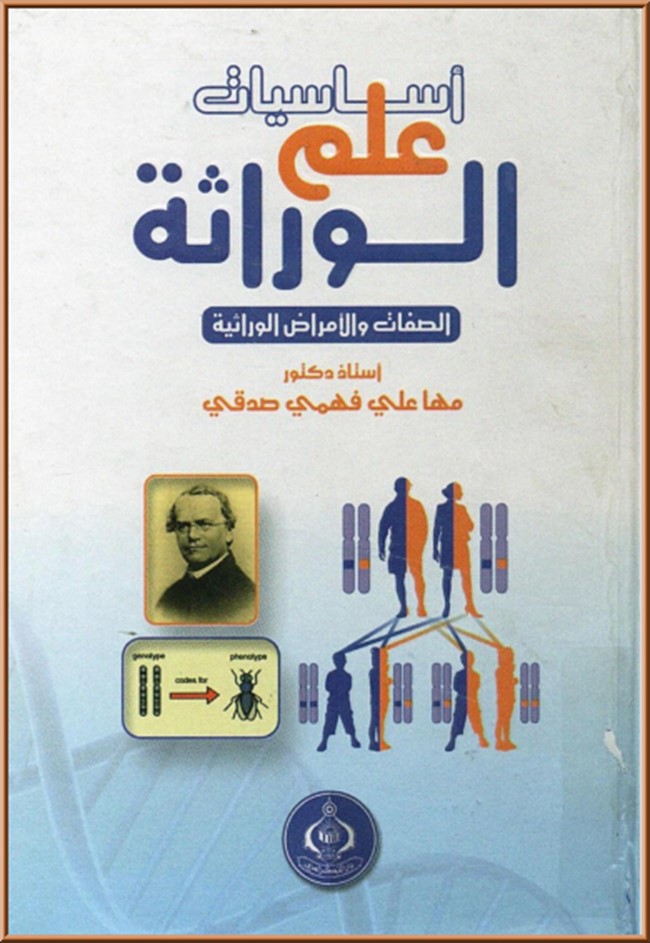 أساسيات
علم
الوراثة
الصفات والأمراض الوراثية
أستاذ دكتور
مها علي فهمي صدقي
genotype
phenotype
codes for